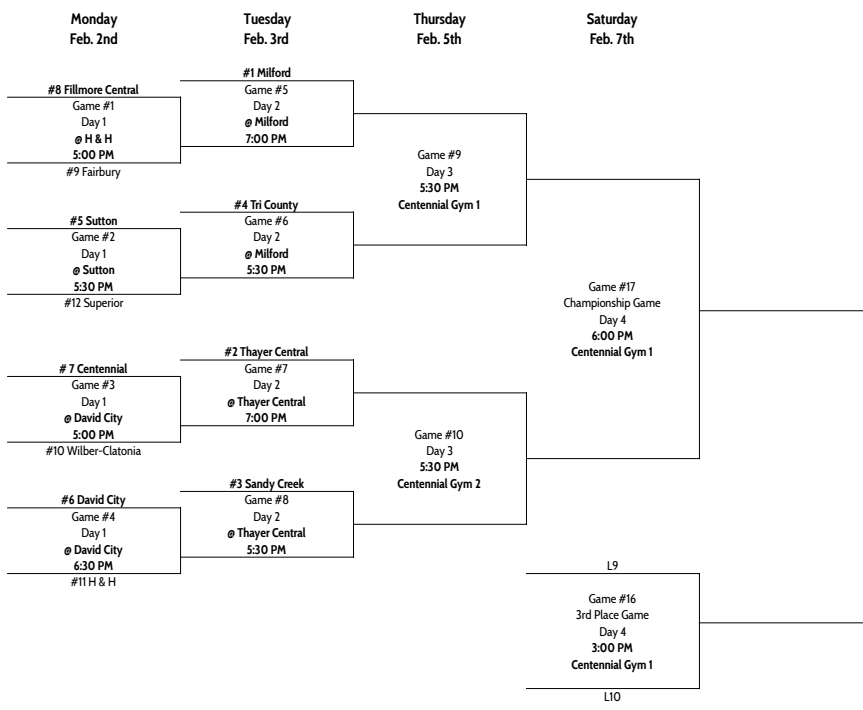 Monday
Feb. 2nd
Tuesday
Feb. 3rd
Thursday
Feb. 5th
Saturday
Feb. 7th
#8 Fillmore Central
Game #1
Day 1
@ H & H
5:00 PM
#9 Fairbury
#5 Sutton
Game #2
Day 1
@ Sutton
5:30 PM
#12 Superior
# 7 Centennial
Game #3
Day 1
@ David City
5:00 PM
#10 Wilber-Clatonia
#6 David City
Game #4
Day 1
@ David City
6:30 PM
#11 H & H
#1 Milford
Game #5
Day 2
@ Milford
7:00 PM
#4 Tri County
Game #6
Day 2
@ Milford
5:30 PM
#2 Thayer Central
Game #7
Day 2
@ Thayer Central
7:00 PM
#3 Sandy Creek
Game #8
Day 2
@ Thayer Central
5:30 PM
Game #9
Day 3
5:30 PM
Centennial Gym 1
Game #10
Day 3
5:30 PM
Centennial Gym 2
Game #17
Championship Game
Day 4
6:00 PM
Centennial Gym 1
L9
Game #16
3rd Place Game
Day 4
3:00 PM
Centennial Gym 1
L10